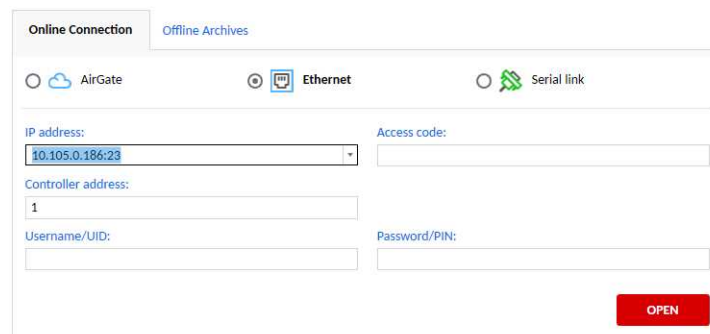 Online Connection
Offline Archives
AirGate
Ethernet
Serial link
IP address:
Access code:
10.105.0.186:23
Controller address:
1
Username/UID:
Password/PIN:
OPEN